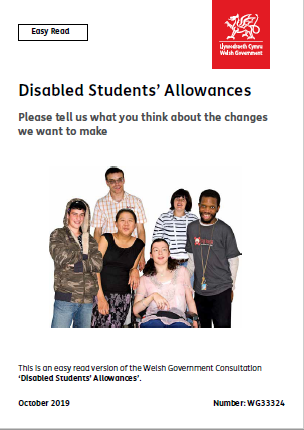 Easy Read
Llywodraeth Cymru
Welsh Government
Disabled Students' Allowances
Please tell us what you think about the changes
we want to make
This is an easy read version of the Welsh Government Consultation
‘Disabled Students’ Allowances’.
October 2019
Number: WG33324